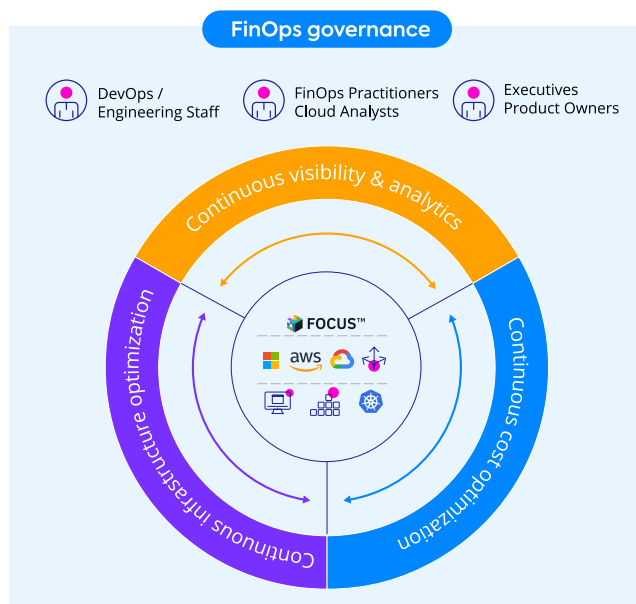 FinOps governance
DevOps /
Engineering Staff
FinOps Practitioners
Cloud Analysts
Executives
Product Owners
Continuous visibility & analytics
Continuous infrastructure optimization
Continuous cost optimization
FOCUS™
aws